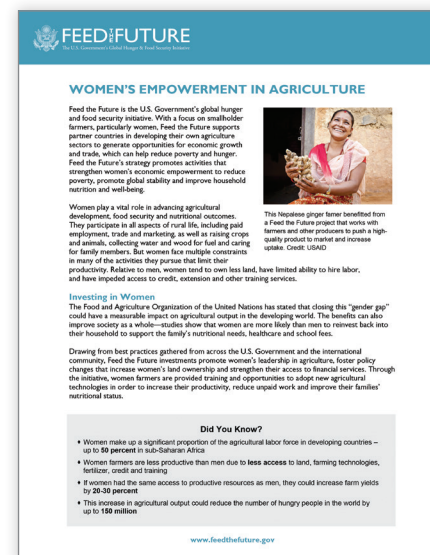 FEED THE FUTURE
The U.S. Government's Global Hunger & Food Security Initiative
WOMEN'S EMPOWERMENT IN AGRICULTURE
Feed the Future is the U.S. Government's global hunger
and food security initiative. With a focus on smallholder
farmers, particularly women, Feed the Future supports
partner countries in developing their own agriculture
sectors to generate opportunities for economic growth
and trade, which can help reduce poverty and hunger.
Feed the Future's strategy promotes activities that
strengthen women's economic empowerment to reduce
poverty, promote global stability and improve household
nutrition and well-being.
This Nepalese ginger famer benefitted from
a Feed the Future project that works with
farmers and other producers to push a high-
quality product to market and increase
uptake. Credit: USAID
Women play a vital role in advancing agricultural
development, food security and nutritional outcomes.
They participate in all aspects of rural life, including paid
employment, trade and marketing, as well as raising crops
and animals, collecting water and wood for fuel and caring
for family members. But women face multiple constraints
in many of the activities they pursue that limit their
productivity. Relative to men, women tend to own less land, have limited ability to hire labor,
and have impeded access to credit, extension and other training services.
Investing in Women
The Food and Agriculture Organization of the United Nations has stated that closing this "gender gap"
could have a measurable impact on agricultural output in the developing world. The benefits can also
improve society as a whole—studies show that women are more likely than men to reinvest back into
their household to support the family's nutritional needs, healthcare and school fees.
Drawing from best practices gathered from across the U.S. Government and the international
community, Feed the Future investments promote women's leadership in agriculture, foster policy
changes that increase women's land ownership and strengthen their access to financial services. Through
the initiative, women farmers are provided training and opportunities to adopt new agricultural
technologies in order to increase their productivity, reduce unpaid work and improve their families'
nutritional status.
Did You Know?
♦ Women make up a significant proportion of the agricultural labor force in developing countries –
up to 50 percent in sub-Saharan Africa
♦ Women farmers are less productive than men due to less access to land, farming technologies,
fertilizer, credit and training
♦ If women had the same access to productive resources as men, they could increase farm yields
by 20-30 percent
♦ This increase in agricultural output could reduce the number of hungry people in the world by
up to 150 million
www.feedthefuture.gov